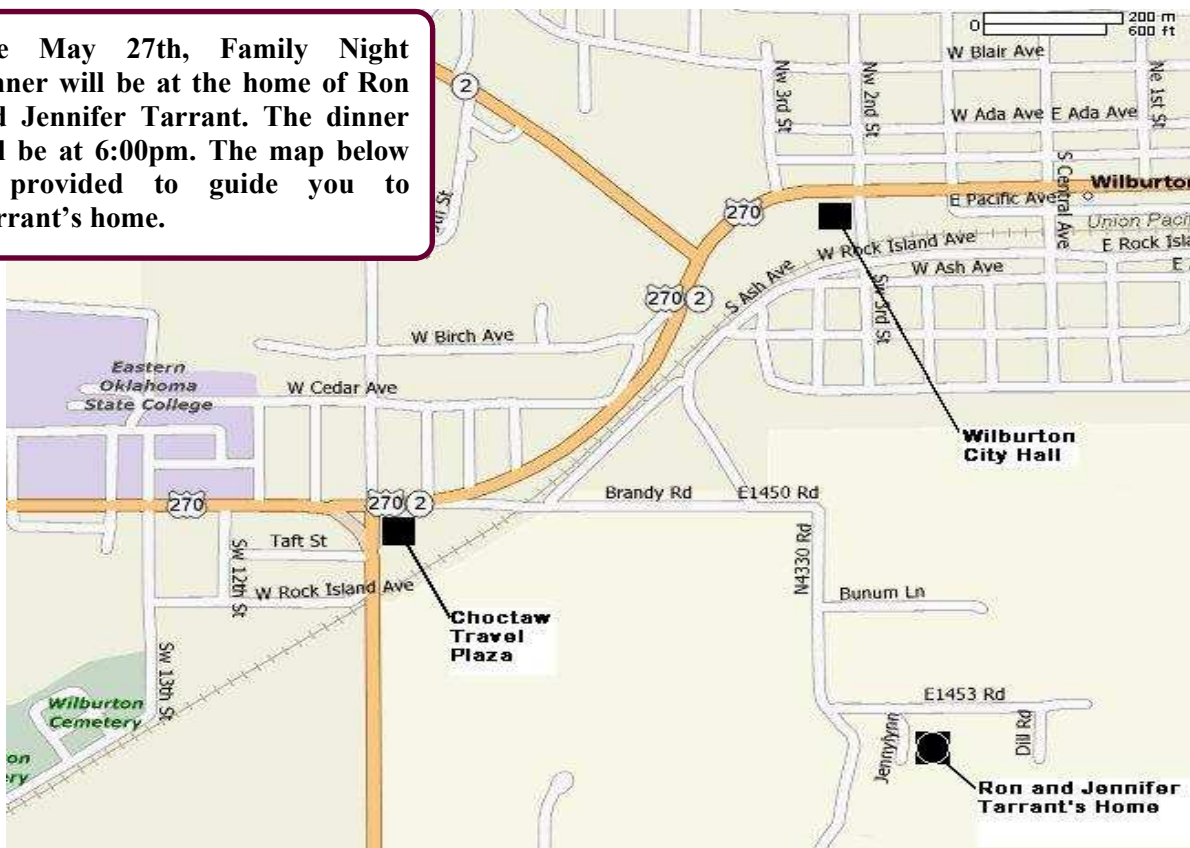 e May 27th, Family Night
nner will be at the home of Ron
d Jennifer Tarrant. The dinner
l be at 6:00pm. The map below
provided to guide you to
rrant's home.
0
200 m
600 ft
2
W Blair Ave
Nw 3rd St
Nw 2nd St
Ne 1st St
W Ada Ave
E Ada Ave
S Central Ave
Wilburton
270
E Pacific Ave
Union Pacif
W Rock Island Ave
E Rock Isla
S Ash Ave
W Ash Ave
E
270
2
Sw 3rd St
W Birch Ave
Eastern
Oklahoma
State College
W Cedar Ave
Wilburton
City Hall
270
270
2
Brandy Rd
E1450 Rd
Taft St
Sw 12th St
W Rock Island Ave
N4330 Rd
Bunum Ln
Choctaw
Travel
Plaza
Sw 13th St
Wilburton
Cemetery
on
ery
E1453 Rd
Jennylynn
Dill Rd
Ron and Jennifer
Tarrant's Home